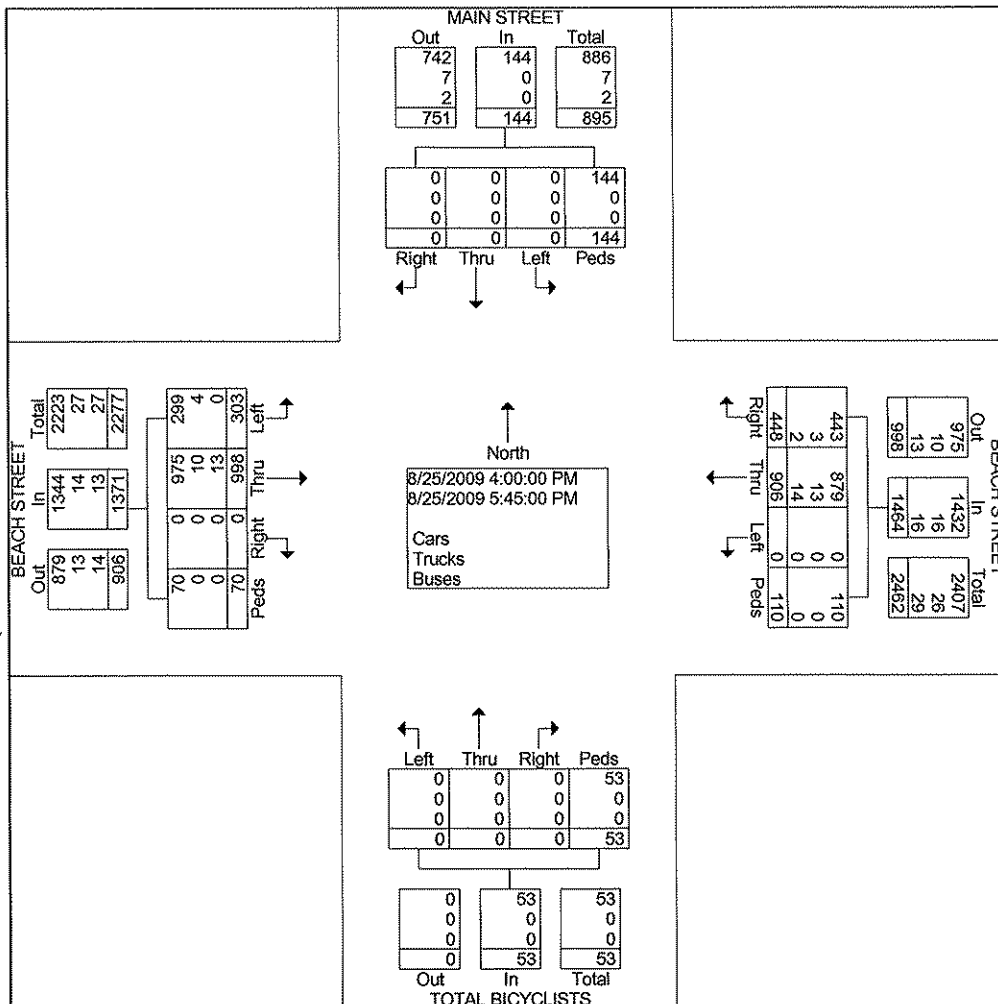 MAIN STREET
Out In Total
742 144 886
7 0 0
2 0 2
751 144 895
0 0 0 144
0 0 0 0
0 0 0 0
0 0 0 144
Right Thru Left Peds
BEACH STREET
Total In Out
2223 1344 879
27 14 13
27 13 14
2277 1371 906
Left Thru Right Peds
299 975 0 70
4 10 0 0
0 13 0 0
303 998 0 70
North
8/25/2009 4:00:00 PM
8/25/2009 5:45:00 PM
Cars
Trucks
Buses
Right Thru Left Peds
443 879 0 110
3 13 0 0
2 14 0 0
448 906 0 110
BEACH STREET
Out In Total
975 1432 2407
10 16 26
13 16 29
998 1464 2462
Left Thru Right Peds
0 0 0 53
0 0 0 0
0 0 0 0
0 0 0 53
0 53 53
0 0 0
0 0 0
0 53 53
Out In Total
TOTAL BICYCLISTS